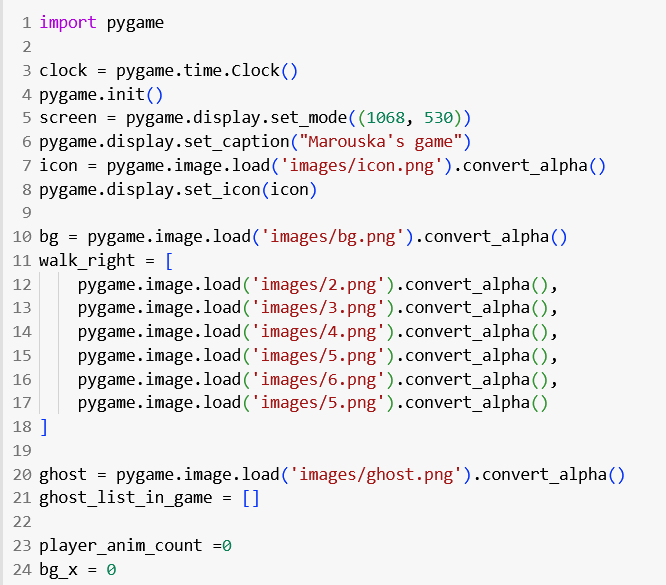 1 import pygame
2
3 clock = pygame.time.Clock()
4 pygame.init()
5 screen = pygame.display.set_mode((1068, 530))
6 pygame.display.set_caption("Marouska's game")
7 icon = pygame.image.load('images/icon.png').convert_alpha()
8 pygame.display.set_icon(icon)
9
10 bg = pygame.image.load('images/bg.png').convert_alpha()
11 walk_right = [
12     pygame.image.load('images/2.png').convert_alpha(),
13     pygame.image.load('images/3.png').convert_alpha(),
14     pygame.image.load('images/4.png').convert_alpha(),
15     pygame.image.load('images/5.png').convert_alpha(),
16     pygame.image.load('images/6.png').convert_alpha(),
17     pygame.image.load('images/5.png').convert_alpha()
18 ]
19
20 ghost = pygame.image.load('images/ghost.png').convert_alpha()
21 ghost_list_in_game = []
22
23 player_anim_count =0
24 bg_x = 0